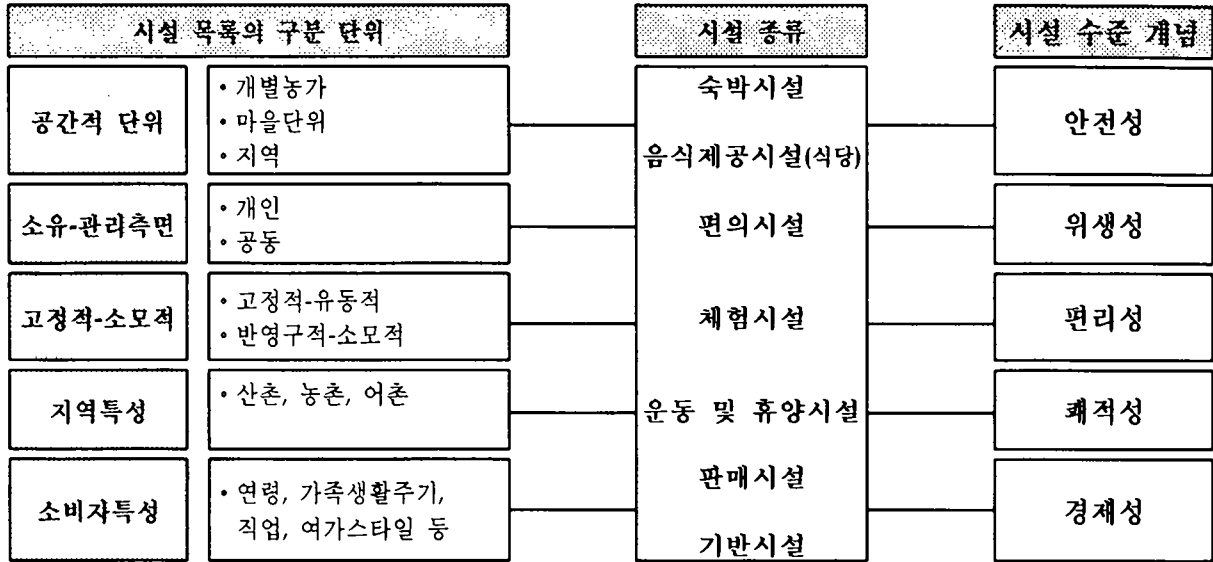 시설 목록의 구분 단위
시설 종류
시설 수준 개념
공간적 단위
• 개별농가
• 마을단위
• 지역
소유-관리측면
• 개인
• 공동
고정적-소모적
• 고정적-유동적
• 반영구적-소모적
지역특성
• 산촌, 농촌, 어촌
소비자특성
• 연령, 가족생활주기,
직업, 여가스타일 등
숙박시설
음식제공시설(식당)
편의시설
체험시설
운동 및 휴양시설
판매시설
기반시설
안전성
위생성
편리성
쾌적성
경제성